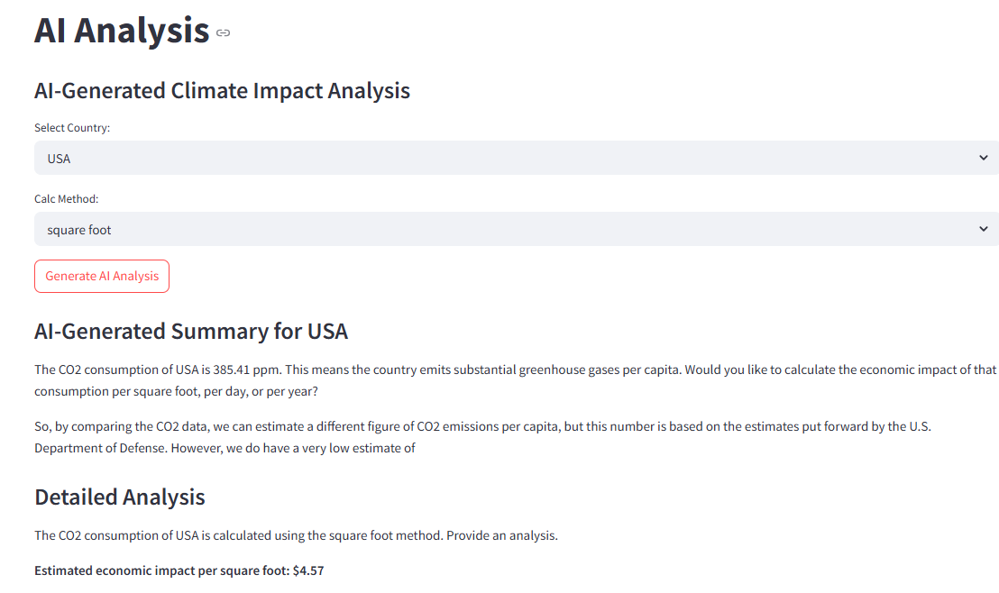 AI Analysis
AI-Generated Climate Impact Analysis
Select Country:
USA
Calc Method:
square foot
Generate AI Analysis
AI-Generated Summary for USA
The CO2 consumption of USA is 385.41 ppm. This means the country emits substantial greenhouse gases per capita. Would you like to calculate the economic impact of that
consumption per square foot, per day, or per year?
So, by comparing the CO2 data, we can estimate a different figure of CO2 emissions per capita, but this number is based on the estimates put forward by the U.S.
Department of Defense. However, we do have a very low estimate of
Detailed Analysis
The CO2 consumption of USA is calculated using the square foot method. Provide an analysis.
Estimated economic impact per square foot: $4.57